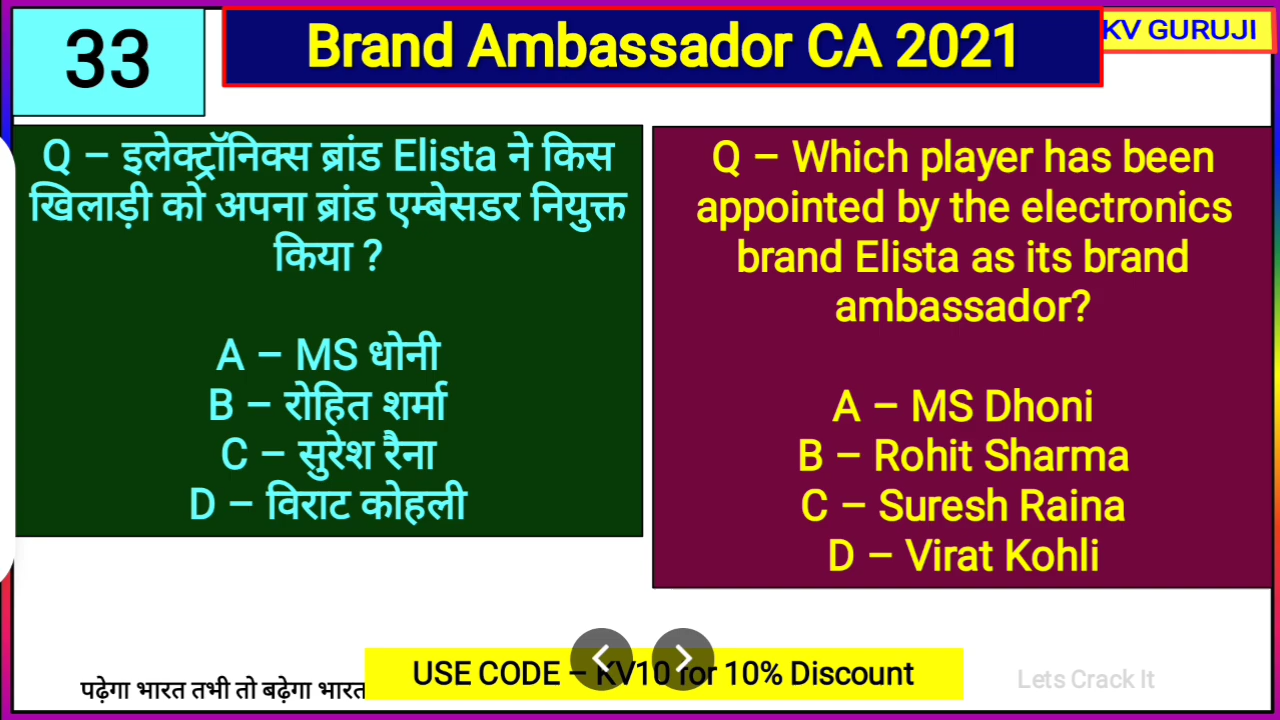 33
Brand Ambassador CA 2021
KV GURUJI
Q – इलेक्ट्रॉनिक्स ब्रांड Elista ने किस
खिलाड़ी को अपना ब्रांड एम्बेसडर नियुक्त
किया ?
A – MS धोनी
B – रोहित शर्मा
C – सुरेश रैना
D – विराट कोहली
Q – Which player has been
appointed by the electronics
brand Elista as its brand
ambassador?
A – MS Dhoni
B – Rohit Sharma
C – Suresh Raina
D – Virat Kohli
पढ़ेगा भारत तभी तो बढ़ेगा भारत
USE CODE – KV10 for 10% Discount
Lets Crack It